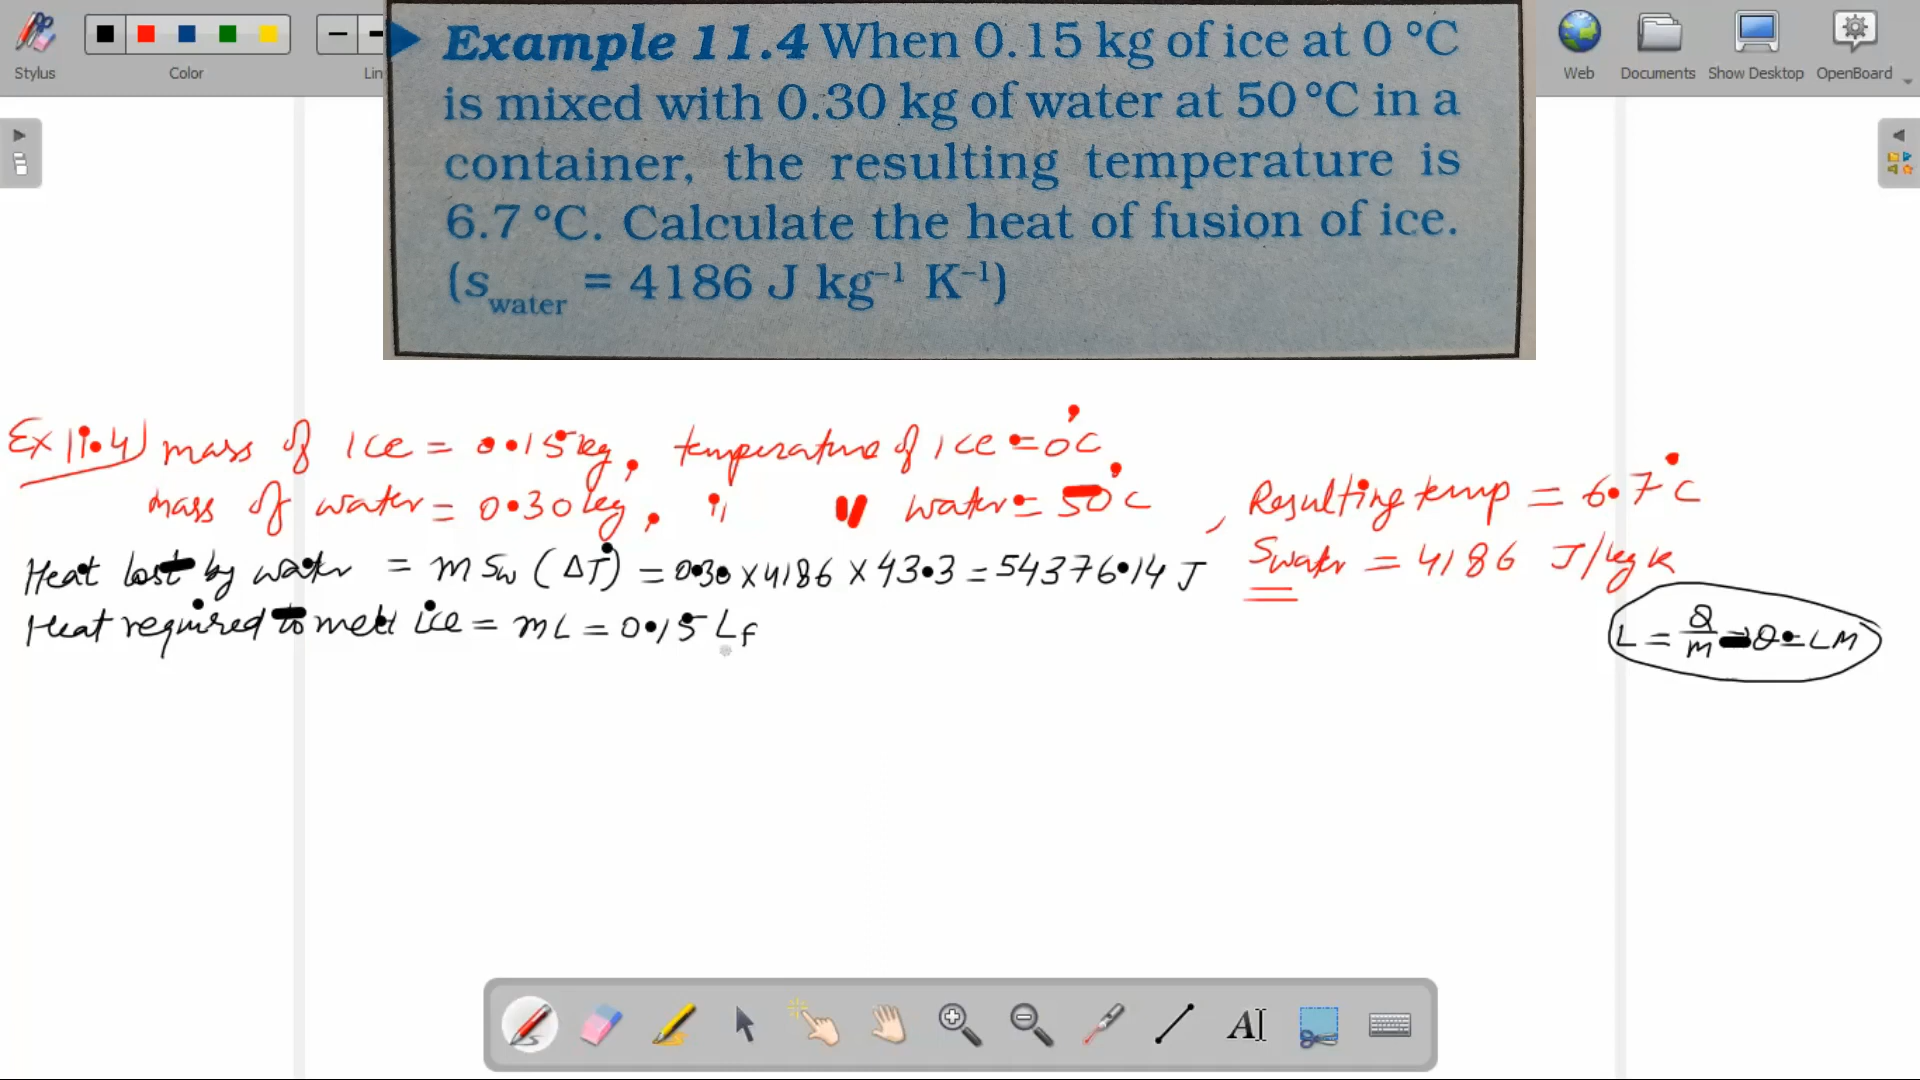 Stylus
Color
Lin
Web
Documents
Show Desktop
OpenBoard
Example 11.4 When 0.15 kg of ice at 0 °C
is mixed with 0.30 kg of water at 50 °C in a
container, the resulting temperature is
6.7 °C. Calculate the heat of fusion of ice.
(s_water = 4186 J kg⁻¹ K⁻¹)
Ex 11.4) mass of ice = 0.15 kg, temperature of ice = 0°C,
mass of water = 0.30 kg, " " water = 50°C, Resulting temp = 6.7°C
Heat lost by water = m Sw (ΔT) = 0.30 × 4186 × 43.3 = 54376.14 J
Swater = 4186 J/kg K
Heat required to melt ice = mL = 0.15 Lf
L = Q/m ⇒ Q = LM
A